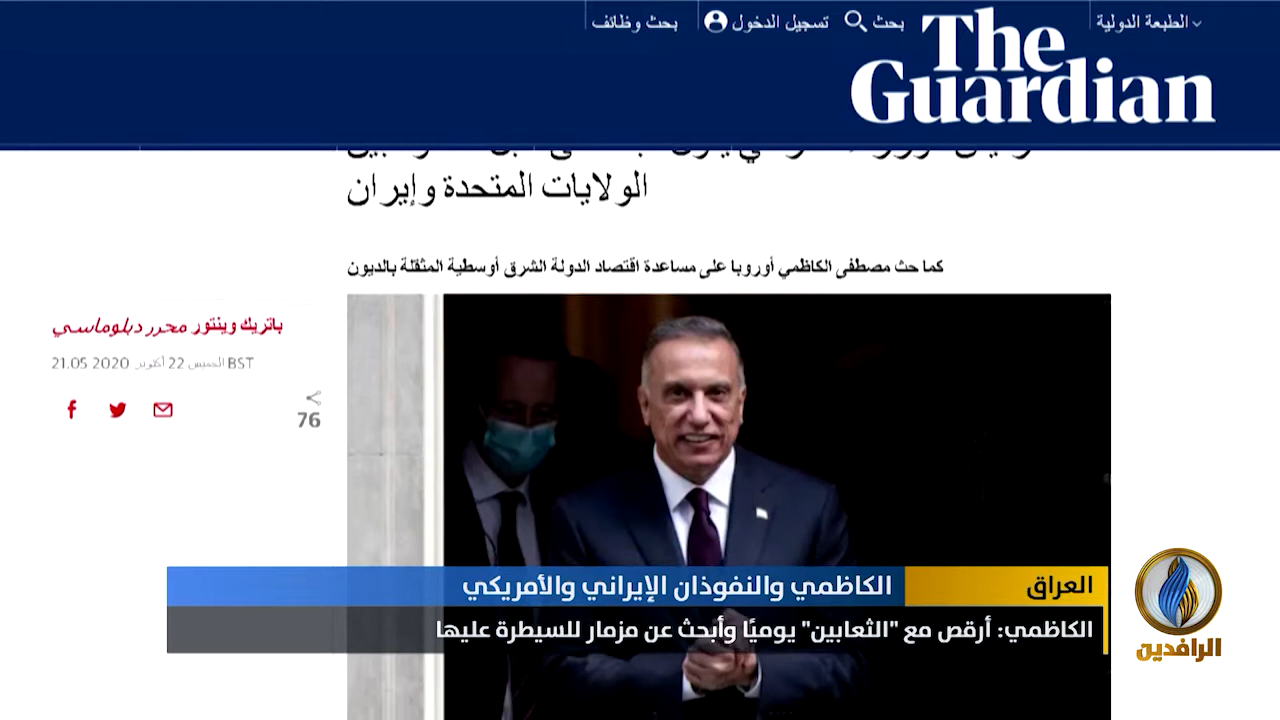 الطبعة الدولية
بحث
تسجيل الدخول
بحث وظائف
The
Guardian
الولايات المتحدة وإيران
كما حث مصطفى الكاظمي أوروبا على مساعدة اقتصاد الدولة الشرق أوسطية المثقلة بالديون
باتريك وينتور محرر دبلوماسي
BST الخميس 22 أكتوبر 2020 21.05
76
العراق
الكاظمي والنفوذان الإيراني والأمريكي
الكاظمي: أرقص مع "الثعابين" يوميًا وأبحث عن مزمار للسيطرة عليها
الرافدين